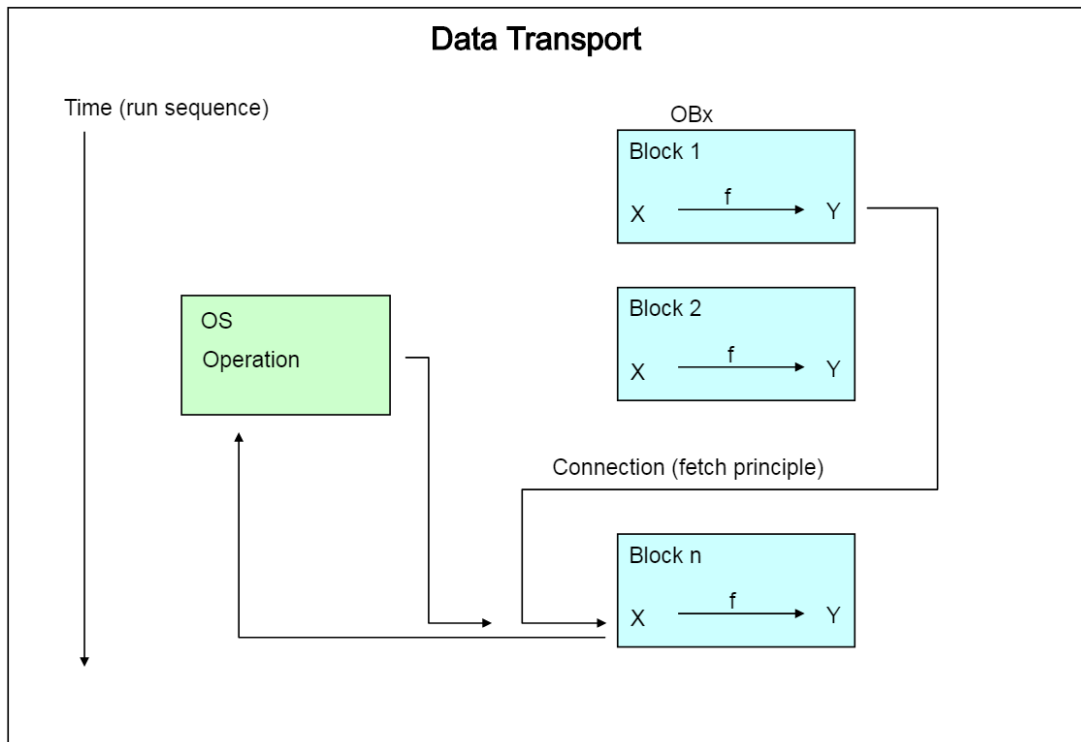 Data Transport
Time (run sequence)
OBx
Block 1
f
X Y
OS
Operation
Block 2
f
X Y
Connection (fetch principle)
Block n
f
X Y